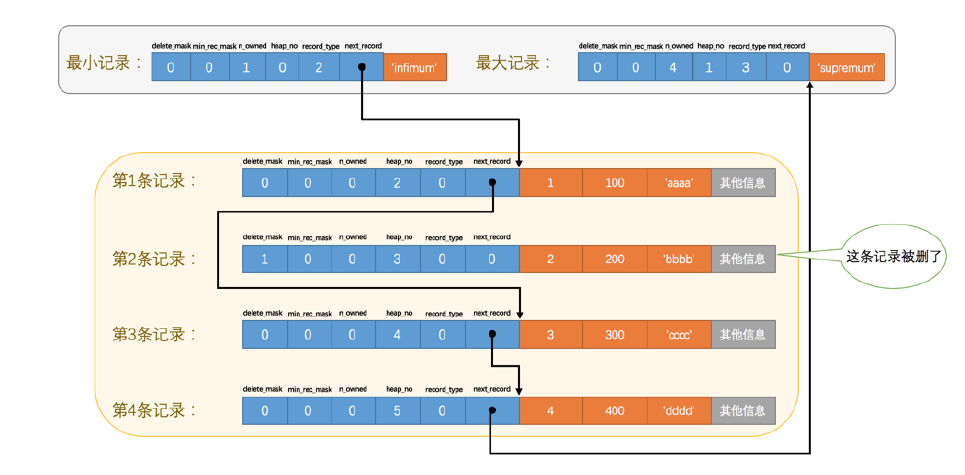 delete_mask min_rec_mask n_owned heap_no record_type next_record
最小记录： 0 0 1 0 2 'infimum'
delete_mask min_rec_mask n_owned heap_no record_type next_record
最大记录： 0 0 4 1 3 0 'supremum'
delete_mask min_rec_mask n_owned heap_no record_type next_record
第1条记录： 0 0 0 2 0 1 100 'aaaa' 其他信息
delete_mask min_rec_mask n_owned heap_no record_type next_record
第2条记录： 1 0 0 3 0 0 2 200 'bbbb' 其他信息
这条记录被删了
delete_mask min_rec_mask n_owned heap_no record_type next_record
第3条记录： 0 0 0 4 0 3 300 'cccc' 其他信息
delete_mask min_rec_mask n_owned heap_no record_type next_record
第4条记录： 0 0 0 5 0 4 400 'dddd' 其他信息